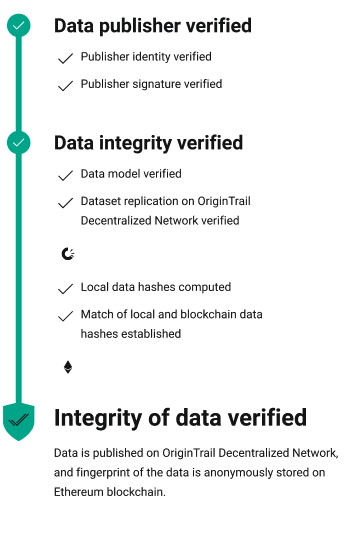 Data publisher verified
Publisher identity verified
Publisher signature verified
Data integrity verified
Data model verified
Dataset replication on OriginTrail
Decentralized Network verified
Local data hashes computed
Match of local and blockchain data
hashes established
Integrity of data verified
Data is published on OriginTrail Decentralized Network,
and fingerprint of the data is anonymously stored on
Ethereum blockchain.